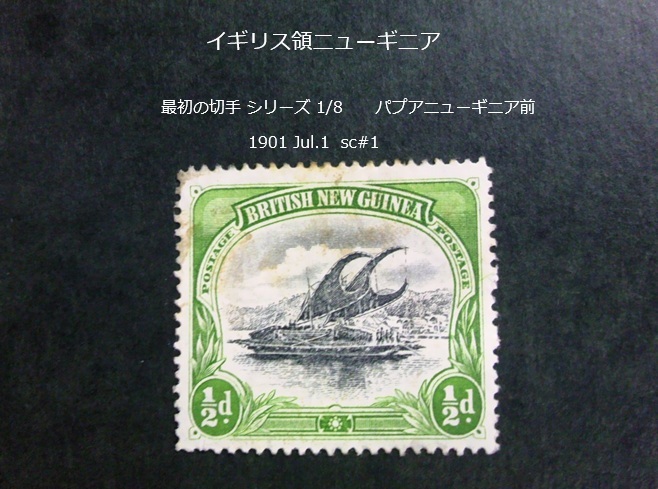 イギリス領ニューギニア
最初の切手 シリーズ 1/8 パプアニューギニア前
1901 Jul.1 sc#1
BRITISH NEW GUINEA
POSTAGE POSTAGE
½d ½d